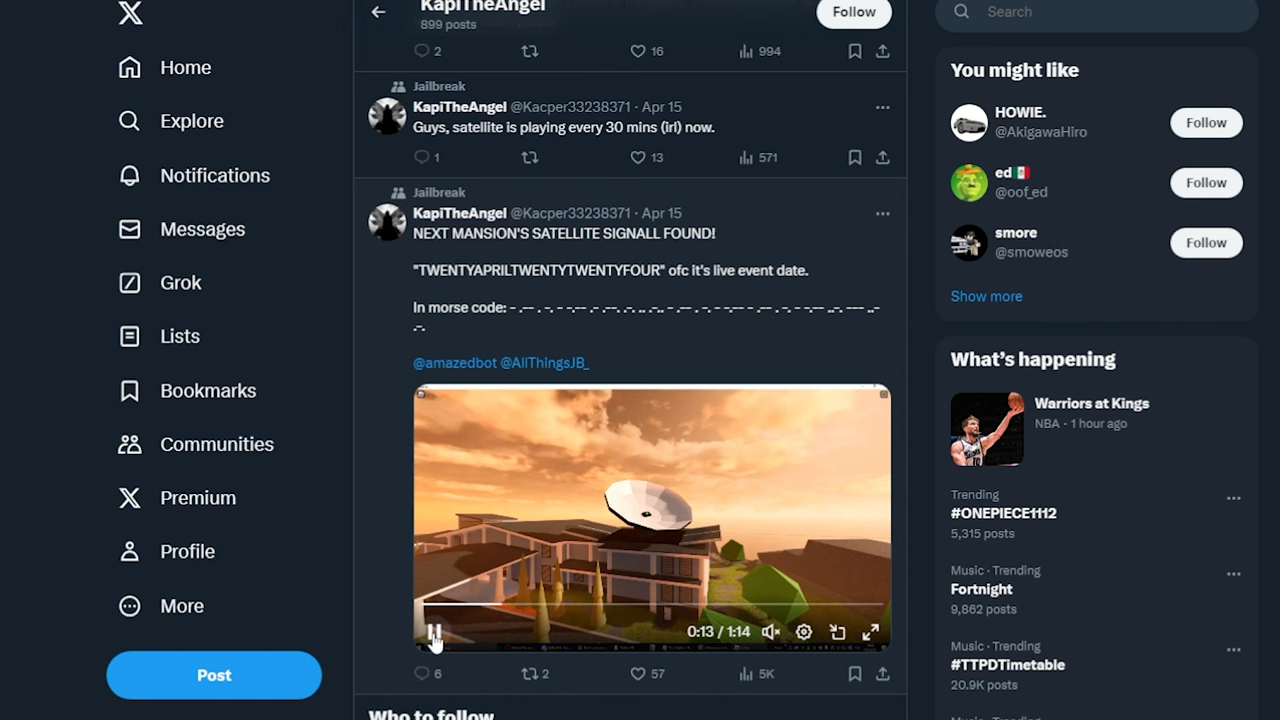 Home
Explore
Notifications
Messages
Grok
Lists
Bookmarks
Communities
Premium
Profile
More
Post
KapiTheAngel
899 posts
Follow
2
16
994
Jailbreak
KapiTheAngel @Kacper33238371 · Apr 15
Guys, satellite is playing every 30 mins (irl) now.
1
13
571
Jailbreak
KapiTheAngel @Kacper33238371 · Apr 15
NEXT MANSION'S SATELLITE SIGNALL FOUND!
"TWENTYAPRILTWENTYTWENTYFOUR" ofc it's live event date.
In morse code: - .-- . -. - -.-- .- .--. .-. .. .-.. - .-- . -. - -.-- - .-- . -. - -.-- ..-. --- ..-
.-.
@amazedbot @AllThingsJB_
0:13 / 1:14
6
2
57
5K
Who to follow
Search
You might like
HOWIE.
@AkigawaHiro
Follow
ed
@oof_ed
Follow
smore
@smoweos
Follow
Show more
What's happening
Warriors at Kings
NBA · 1 hour ago
Trending
#ONEPIECE1112
5,315 posts
Music · Trending
Fortnight
9,862 posts
Music · Trending
#TTPDTimetable
20.9K posts
Music · Trending